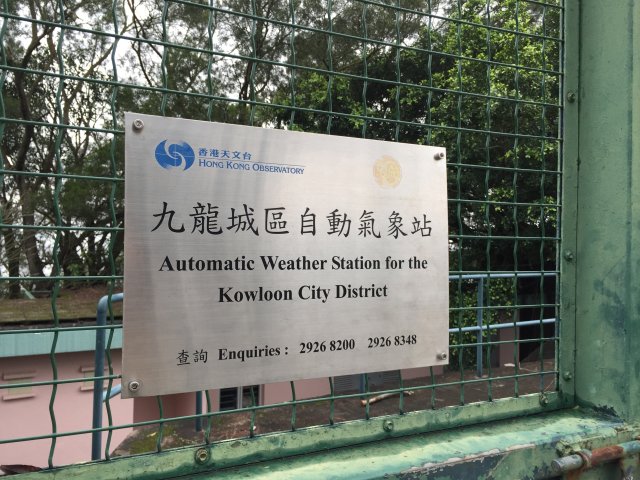 香港天文台
HONG KONG OBSERVATORY
九龍城區自動氣象站
Automatic Weather Station for the
Kowloon City District
查詢 Enquiries : 2926 8200 2926 8348